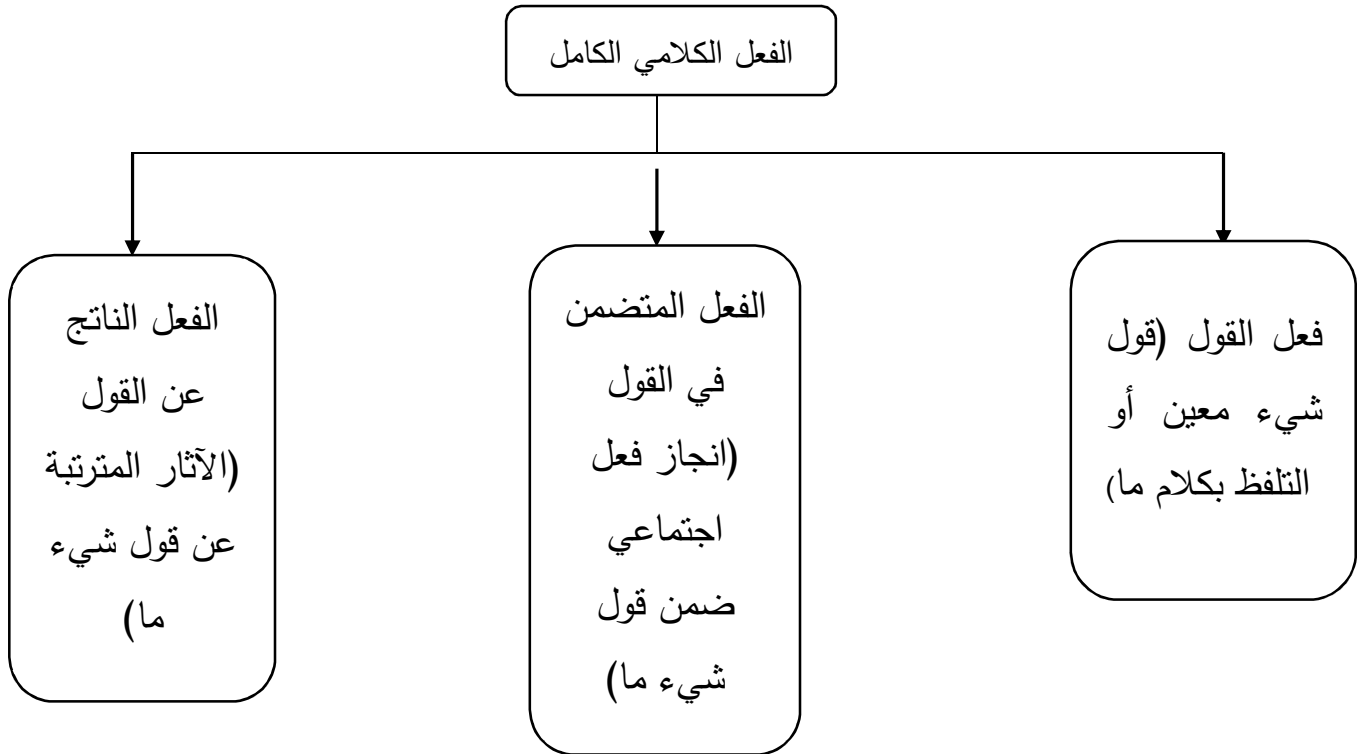 الفعل الكلامي الكامل
فعل القول (قول
شيء معين أو
التلفظ بكلام ما)
الفعل المتضمن
في القول
(انجاز فعل
اجتماعي
ضمن قول
شيء ما)
الفعل الناتج
عن القول
(الآثار المترتبة
عن قول شيء
ما)